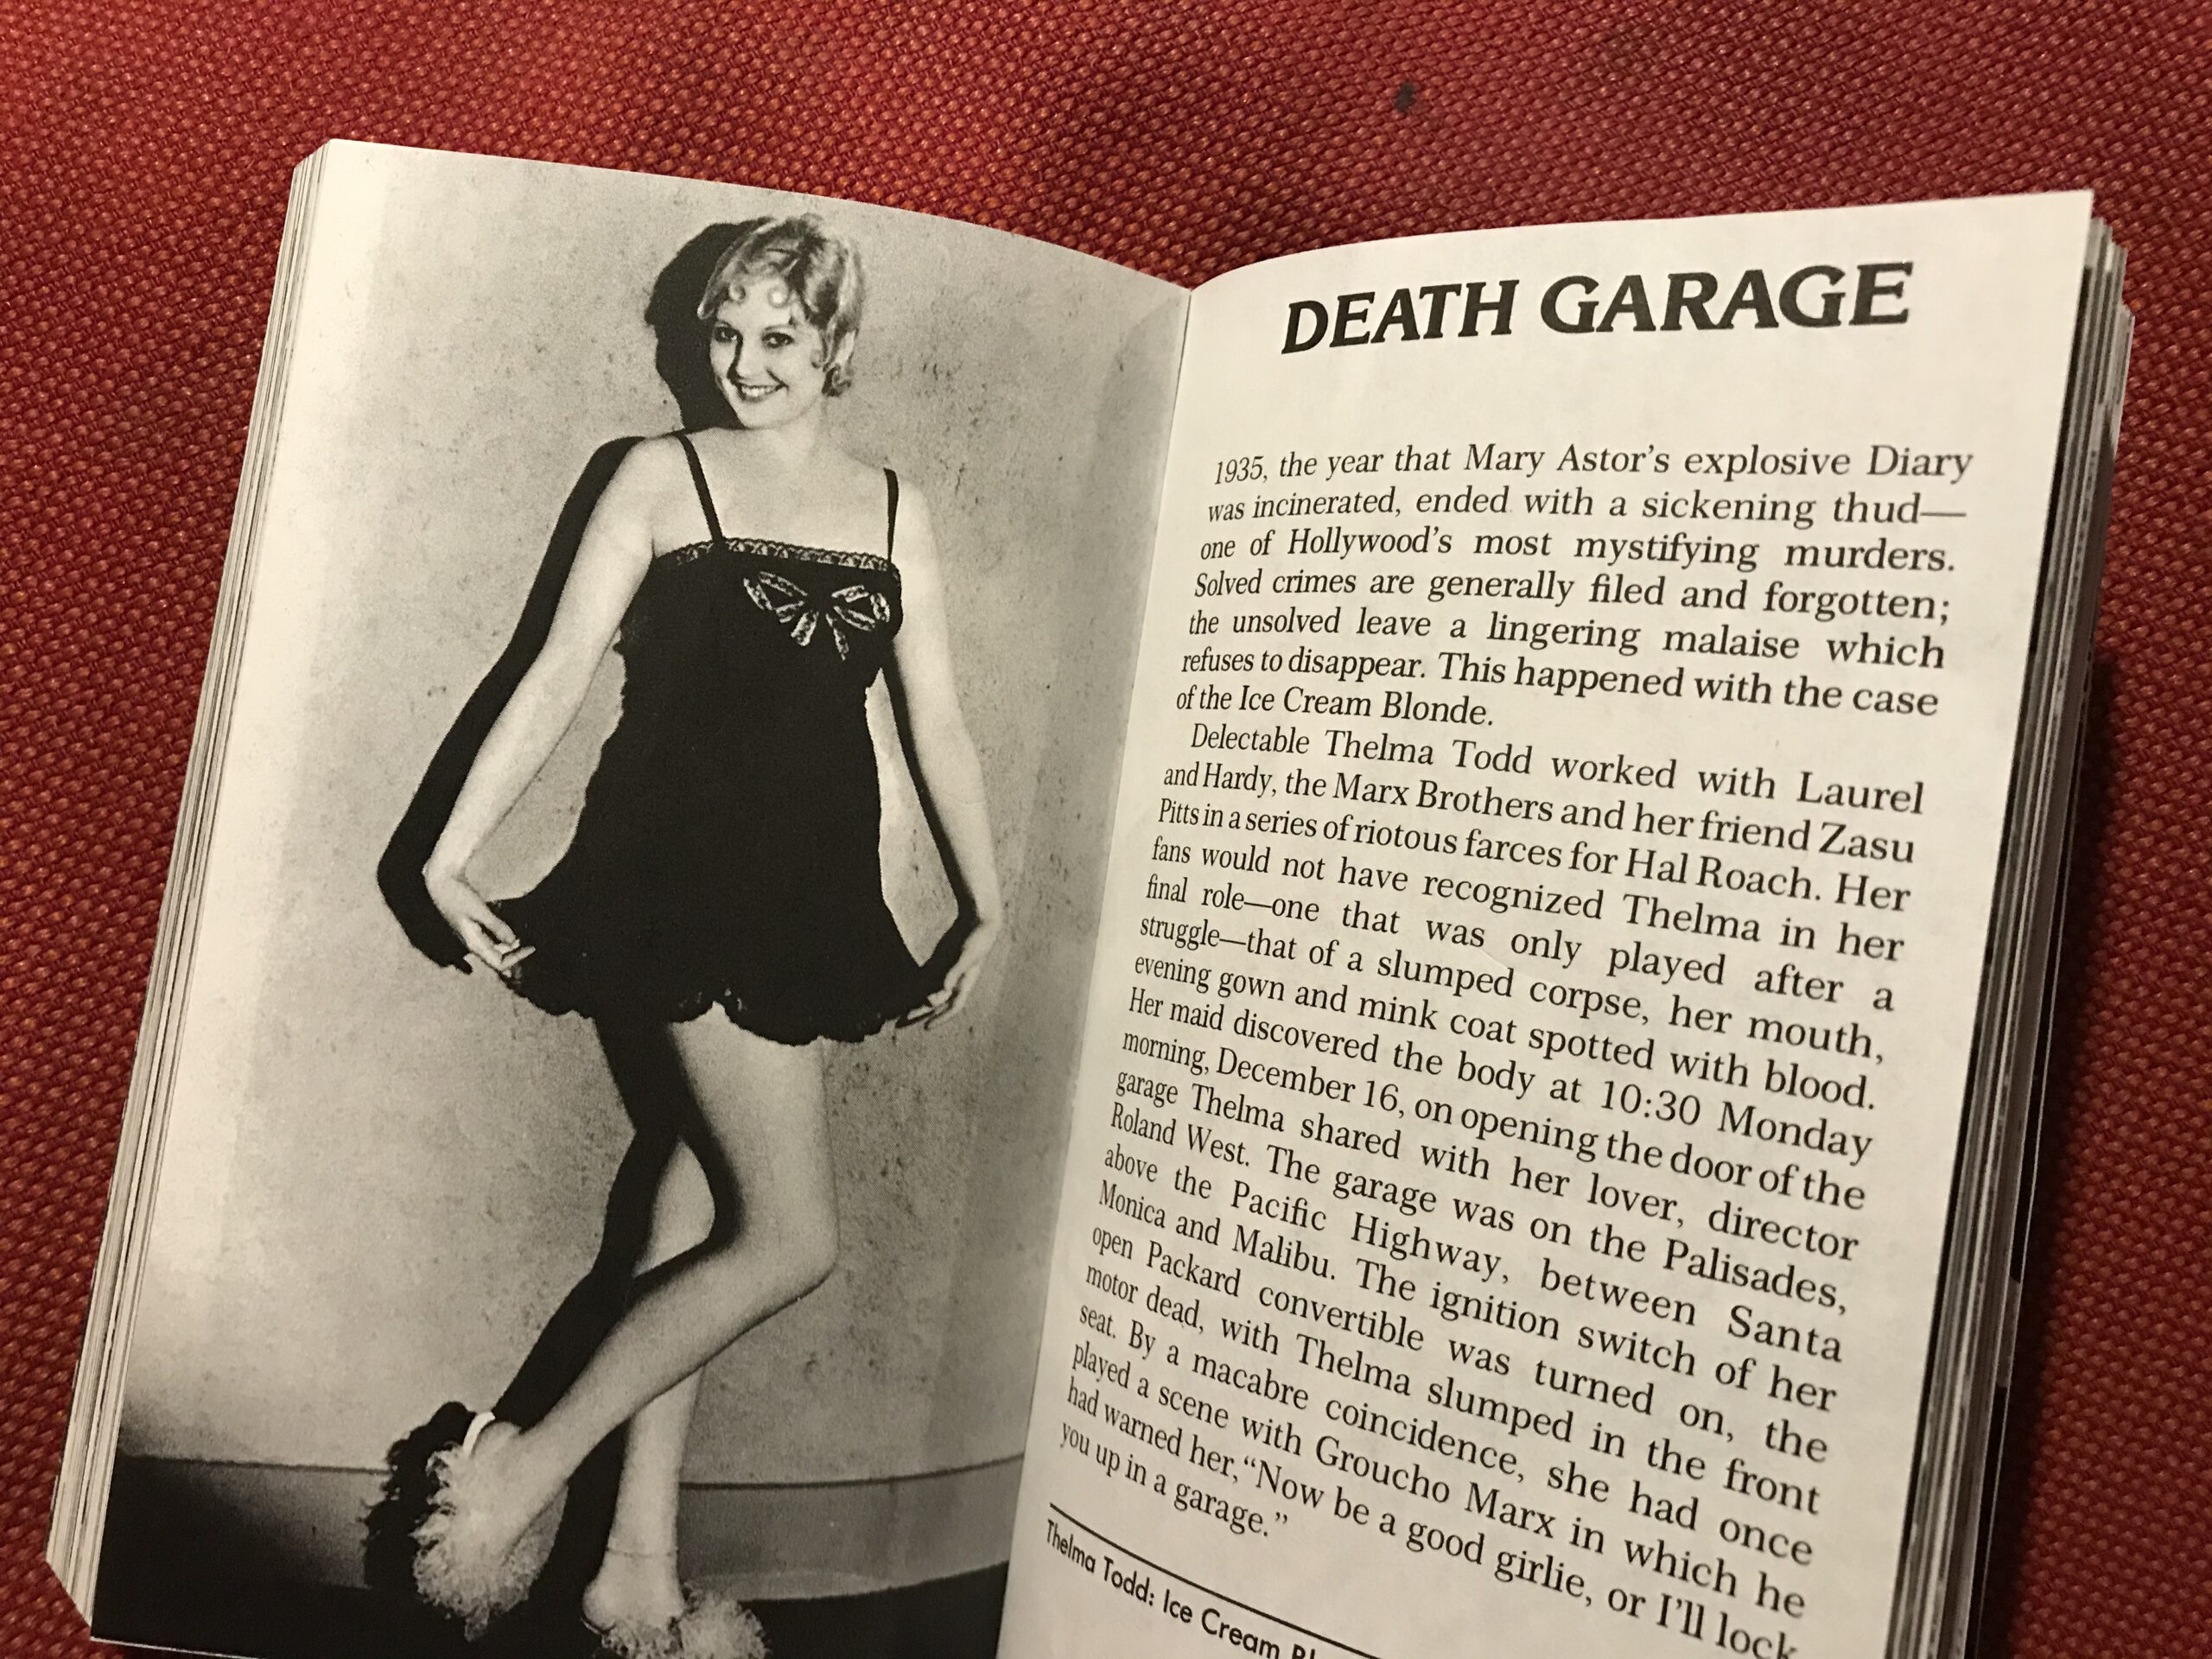 DEATH GARAGE
1935, the year that Mary Astor's explosive Diary
was incinerated, ended with a sickening thud—
one of Hollywood's most mystifying murders.
Solved crimes are generally filed and forgotten;
the unsolved leave a lingering malaise which
refuses to disappear. This happened with the case
of the Ice Cream Blonde.
Delectable Thelma Todd worked with Laurel
and Hardy, the Marx Brothers and her friend Zasu
Pitts in a series of riotous farces for Hal Roach. Her
fans would not have recognized Thelma in her
final role—one that was only played after a
struggle—that of a slumped corpse, her mouth,
evening gown and mink coat spotted with blood.
Her maid discovered the body at 10:30 Monday
morning, December 16, on opening the door of the
garage Thelma shared with her lover, director
Roland West. The garage was on the Palisades,
above the Pacific Highway, between Santa
Monica and Malibu. The ignition switch of her
open Packard convertible was turned on, the
motor dead, with Thelma slumped in the front
seat. By a macabre coincidence, she had once
played a scene with Groucho Marx in which he
had warned her, "Now be a good girlie, or I'll lock
you up in a garage."
Thelma Todd: Ice Cream